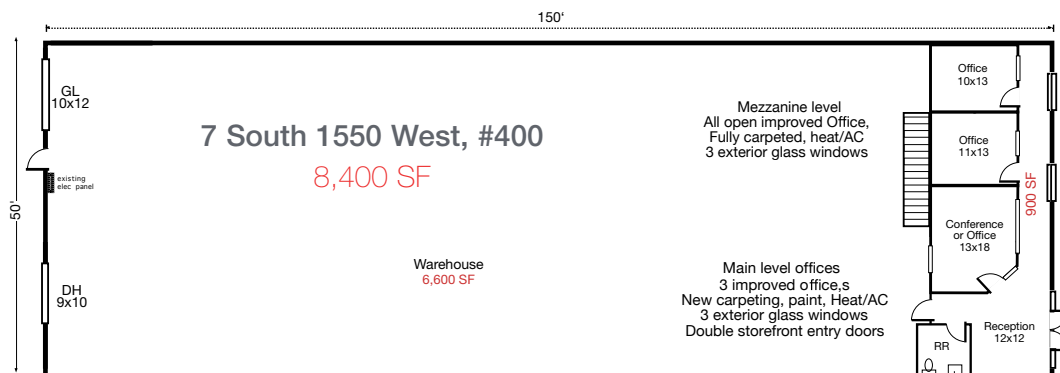 150'
GL
10x12
7 South 1550 West, #400
8,400 SF
existing
elec panel
50'
DH
9x10
Warehouse
6,600 SF
Mezzanine level
All open improved Office,
Fully carpeted, heat/AC
3 exterior glass windows
Main level offices
3 improved office,s
New carpeting, paint, Heat/AC
3 exterior glass windows
Double storefront entry doors
Office
10x13
Office
11x13
Conference
or Office
13x18
900 SF
Reception
12x12
RR